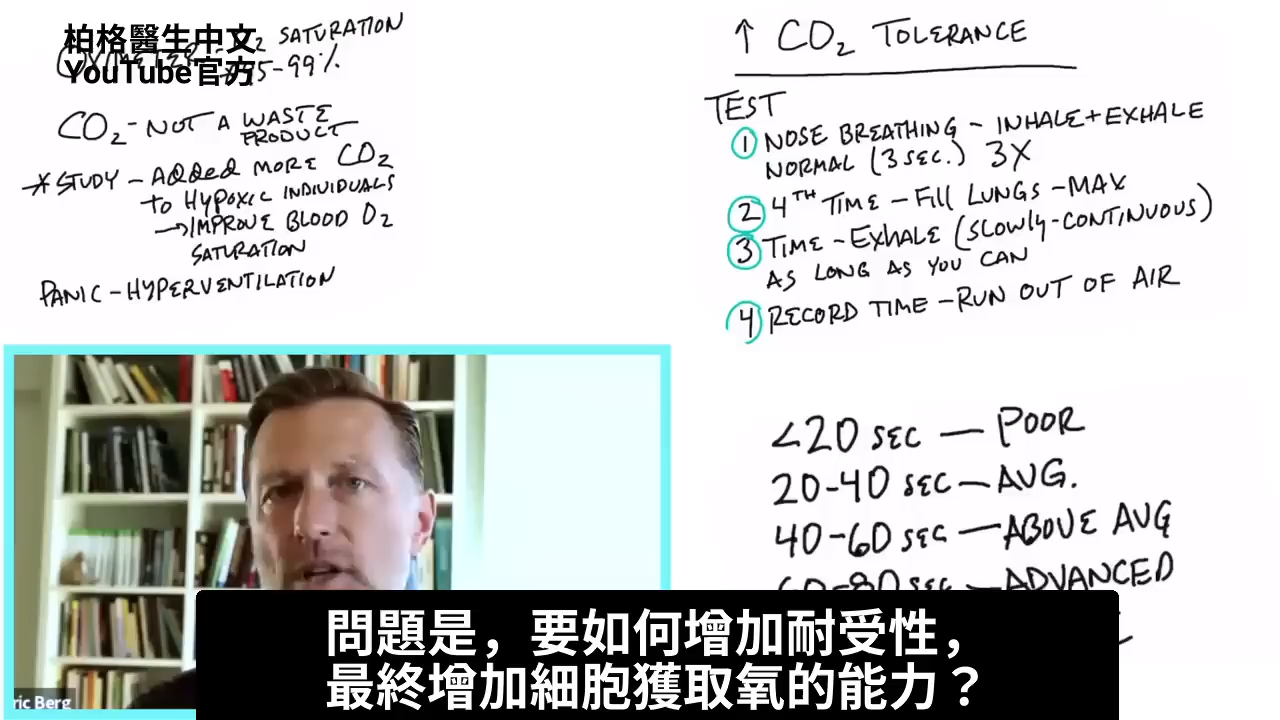 柏格醫生中文
YouTube官方
SATURATION
95-99%
CO2 - NOT A WASTE
PRODUCT
* STUDY - ADDED MORE CO2
TO HYPOXIC INDIVIDUALS
→ IMPROVE BLOOD O2
SATURATION
PANIC - HYPERVENTILATION
↑ CO2 TOLERANCE
TEST
1 NOSE BREATHING - INHALE + EXHALE
NORMAL (3 SEC.) 3X
2 4TH TIME - FILL LUNGS - MAX
3 TIME - EXHALE (SLOWLY-CONTINUOUS)
AS LONG AS YOU CAN
4 RECORD TIME - RUN OUT OF AIR
<20 SEC — POOR
20-40 SEC — AVG.
40-60 SEC — ABOVE AVG
60-80 SEC — ADVANCED
問題是，要如何增加耐受性，
最終增加細胞獲取氧的能力？
ric Berg